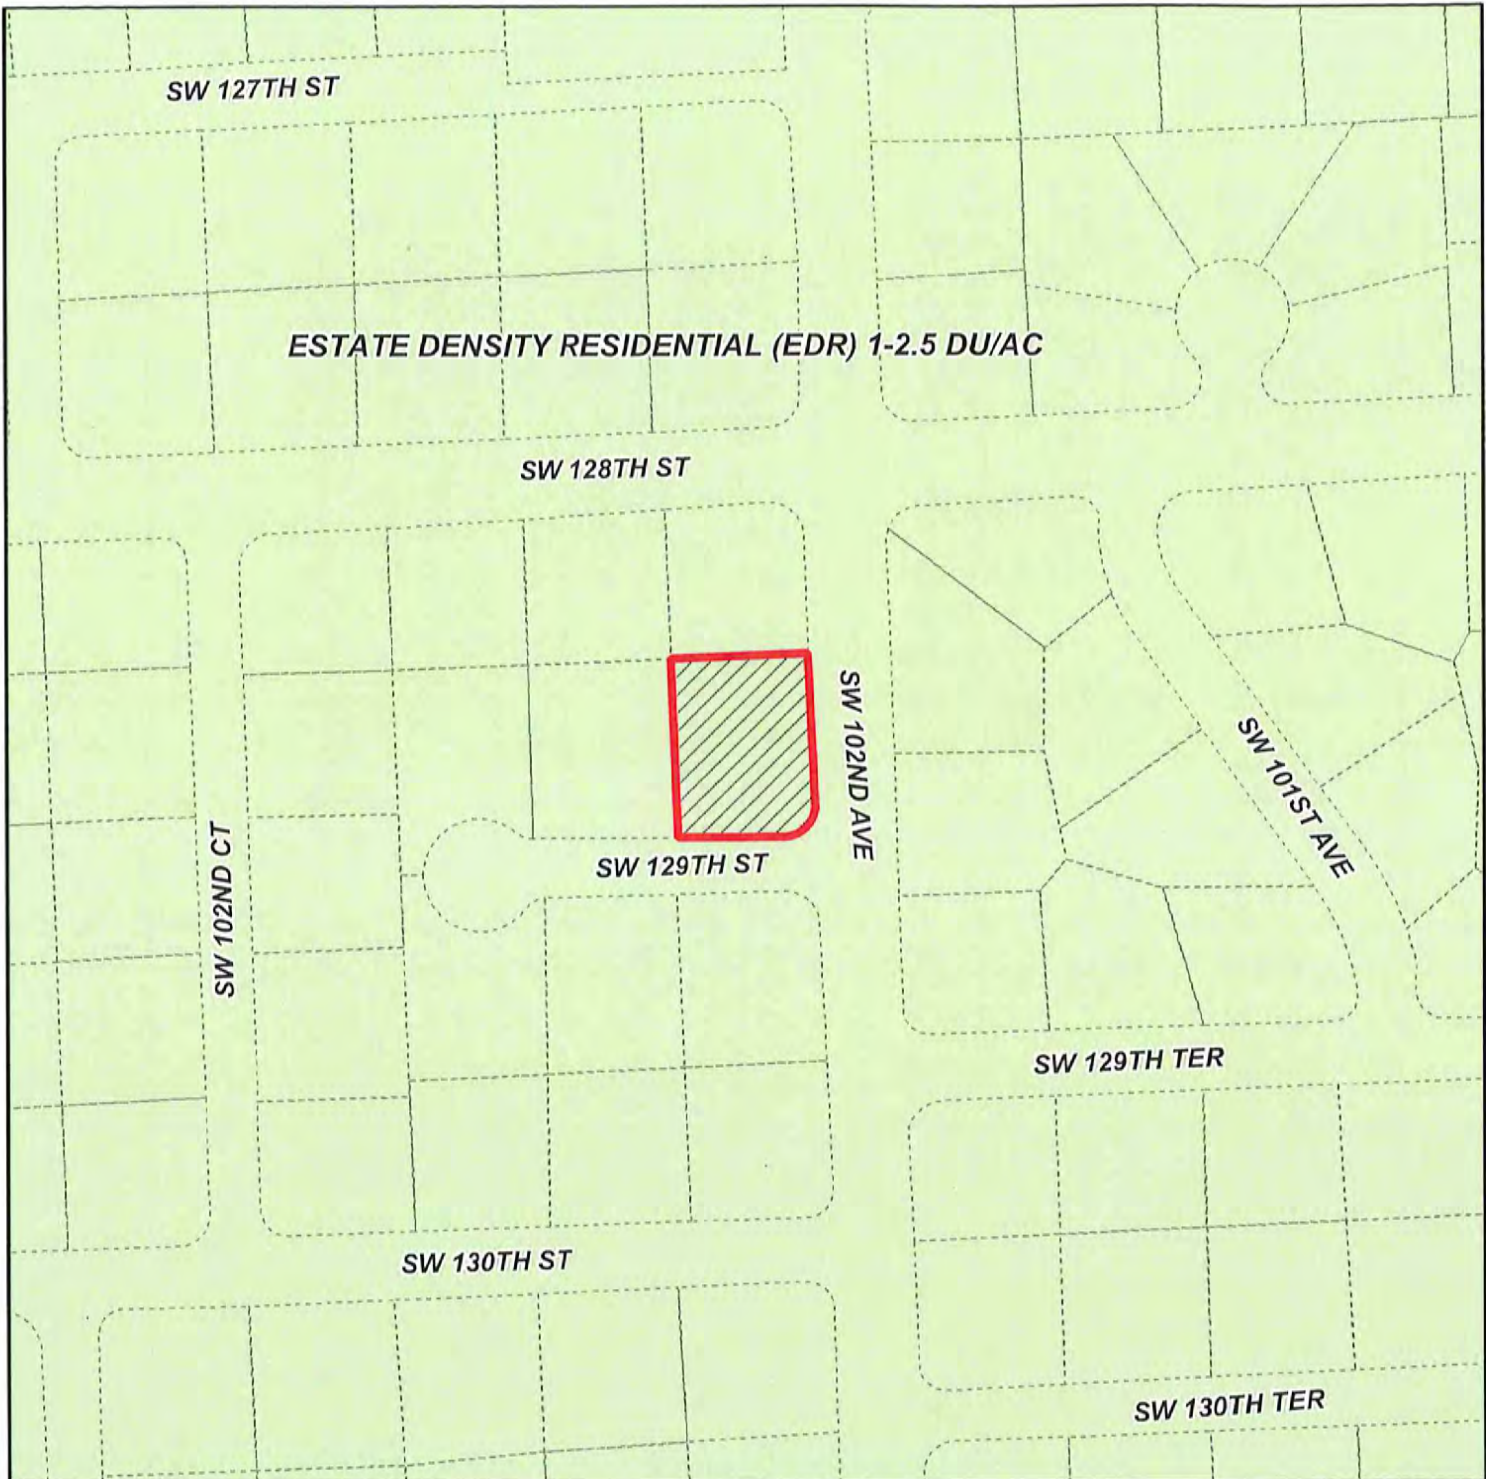 SW 127TH ST
ESTATE DENSITY RESIDENTIAL (EDR) 1-2.5 DU/AC
SW 128TH ST
SW 102ND AVE
SW 101ST AVE
SW 102ND CT
SW 129TH ST
SW 129TH TER
SW 130TH ST
SW 130TH TER